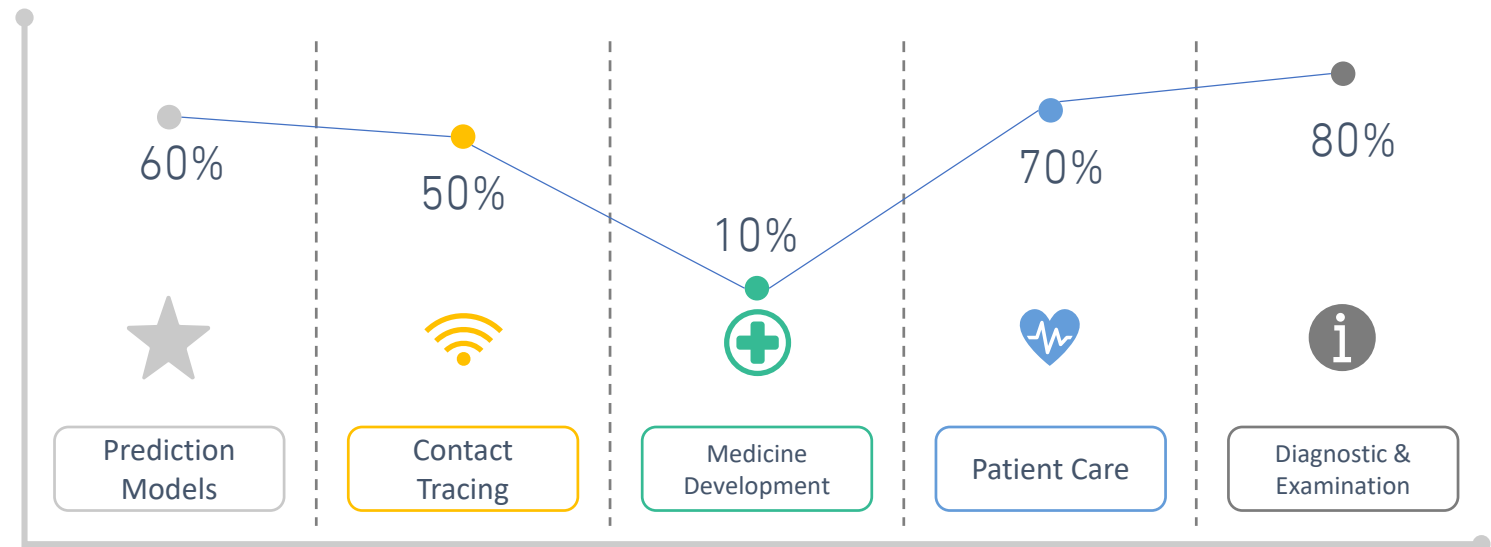 60%
50%
10%
70%
80%
Prediction
Models
Contact
Tracing
Medicine
Development
Patient Care
Diagnostic &
Examination